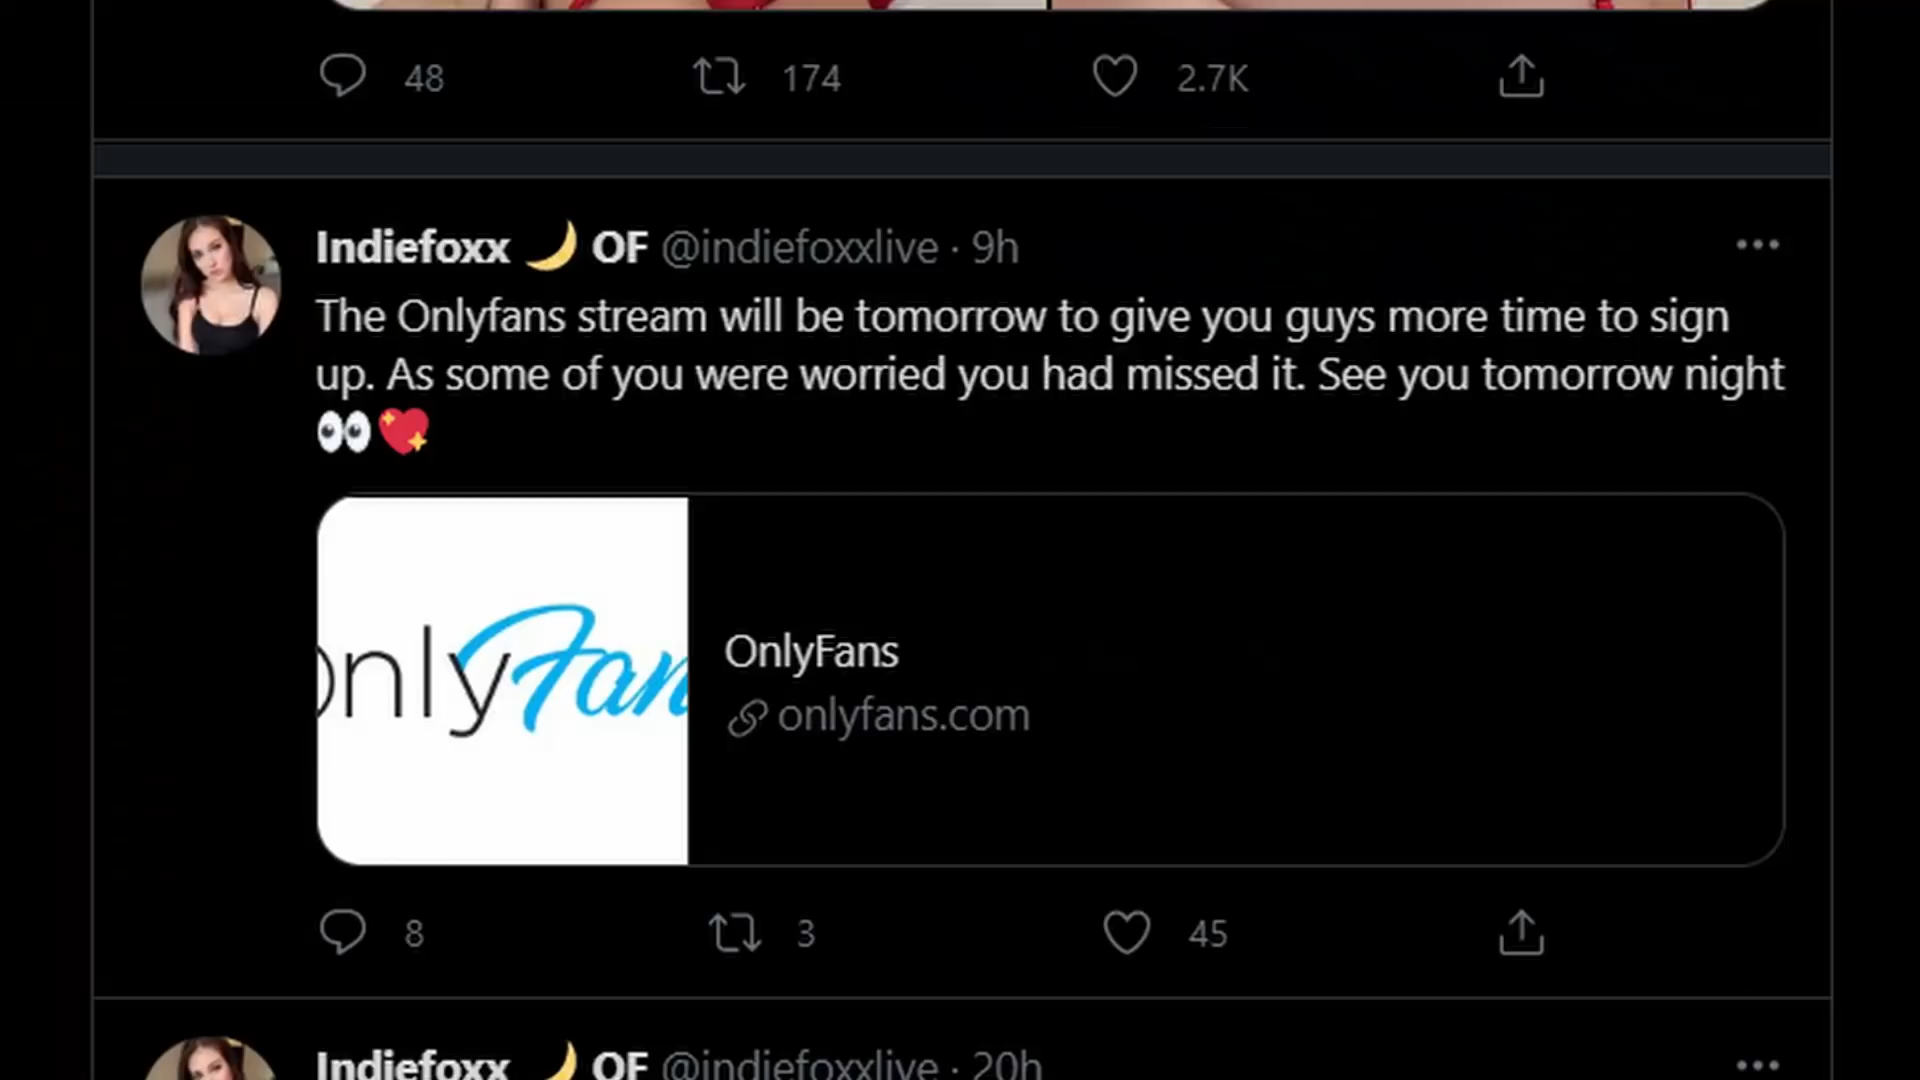 48 174 2.7K
Indiefoxx 🌙 OF @indiefoxxlive · 9h
The Onlyfans stream will be tomorrow to give you guys more time to sign
up. As some of you were worried you had missed it. See you tomorrow night
👀💖
OnlyFan
OnlyFans
onlyfans.com
8 3 45
Indiefoxx 🌙 OF @indiefoxxlive · 20h